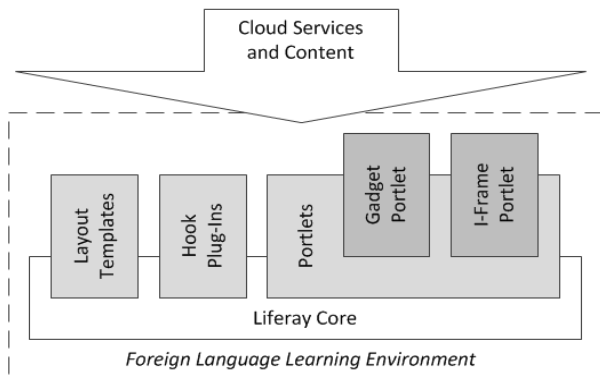 Cloud Services
and Content
Layout
Templates
Hook
Plug-Ins
Portlets
Gadget
Portlet
I-Frame
Portlet
Liferay Core
Foreign Language Learning Environment